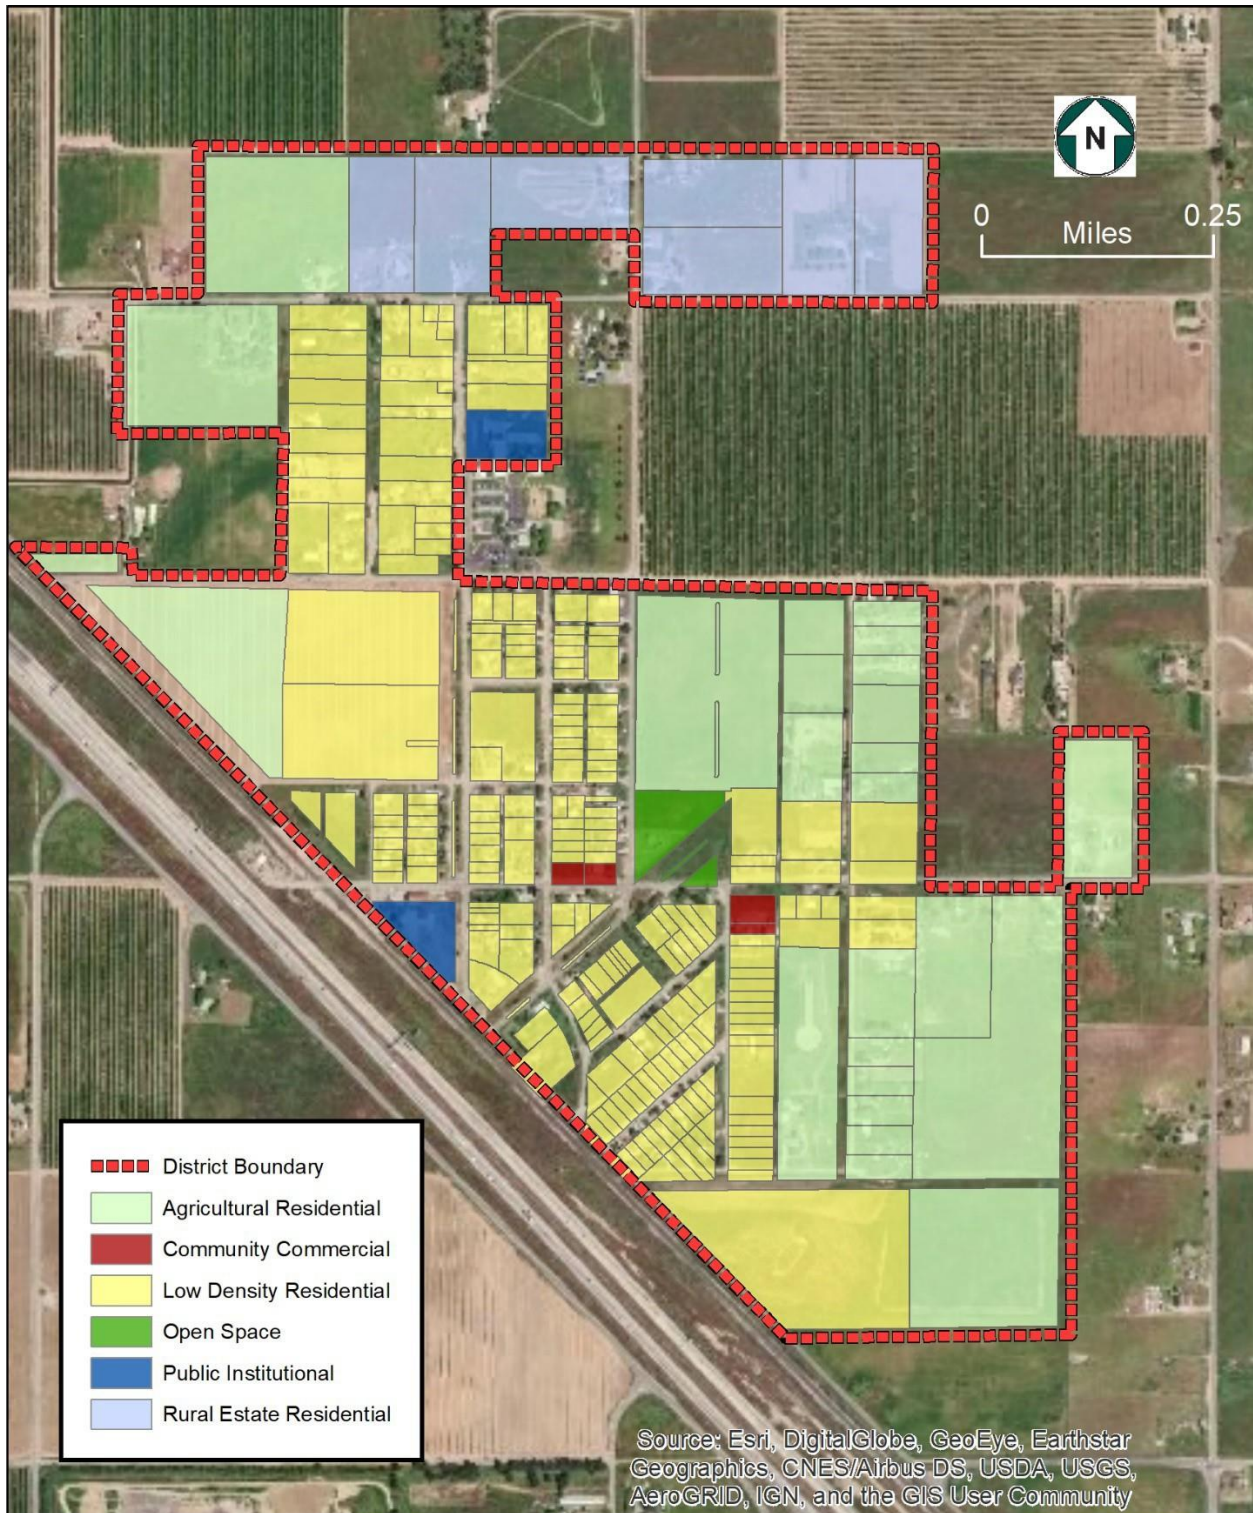 N
0 0.25
Miles
District Boundary
Agricultural Residential
Community Commercial
Low Density Residential
Open Space
Public Institutional
Rural Estate Residential
Source: Esri, DigitalGlobe, GeoEye, Earthstar
Geographics, CNES/Airbus DS, USDA, USGS,
AeroGRID, IGN, and the GIS User Community